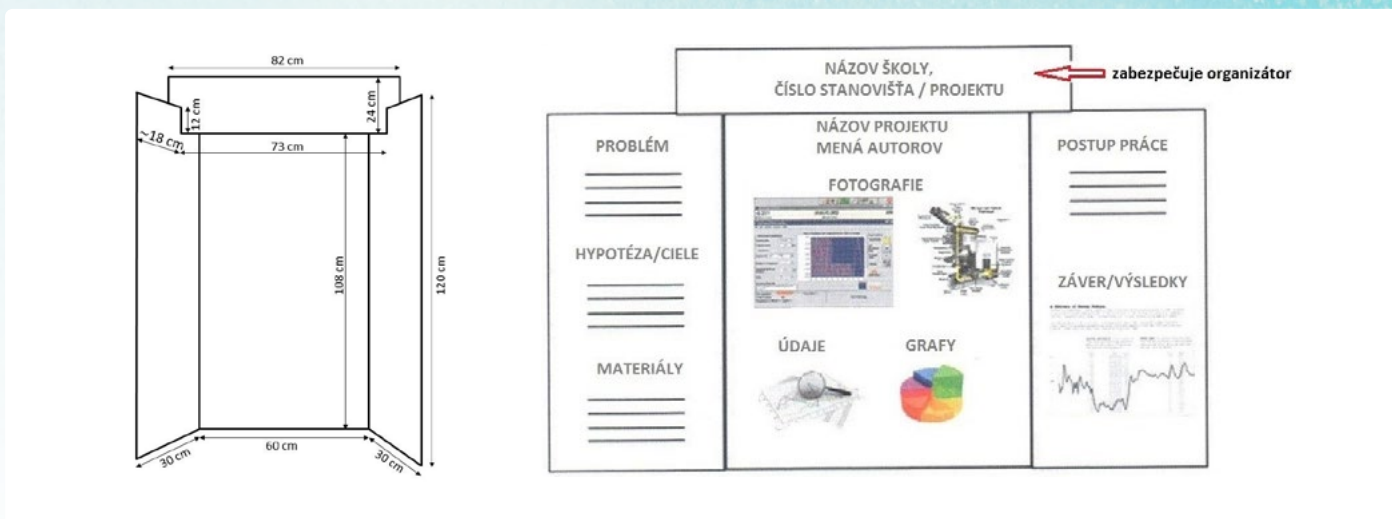 82 cm
12 cm
24 cm
~18 cm
73 cm
108 cm
120 cm
30 cm
60 cm
30 cm
NÁZOV ŠKOLY,
ČÍSLO STANOVIŠŤA / PROJEKTU
zabezpečuje organizátor
PROBLÉM
HYPOTÉZA/CIELE
MATERIÁLY
NÁZOV PROJEKTU
MENÁ AUTOROV
FOTOGRAFIE
ÚDAJE
GRAFY
POSTUP PRÁCE
ZÁVER/VÝSLEDKY